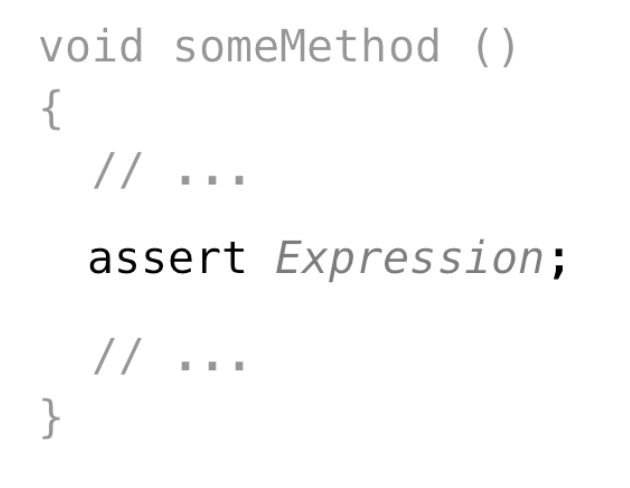 void someMethod ()
{
// ...
assert Expression;
// ...
}